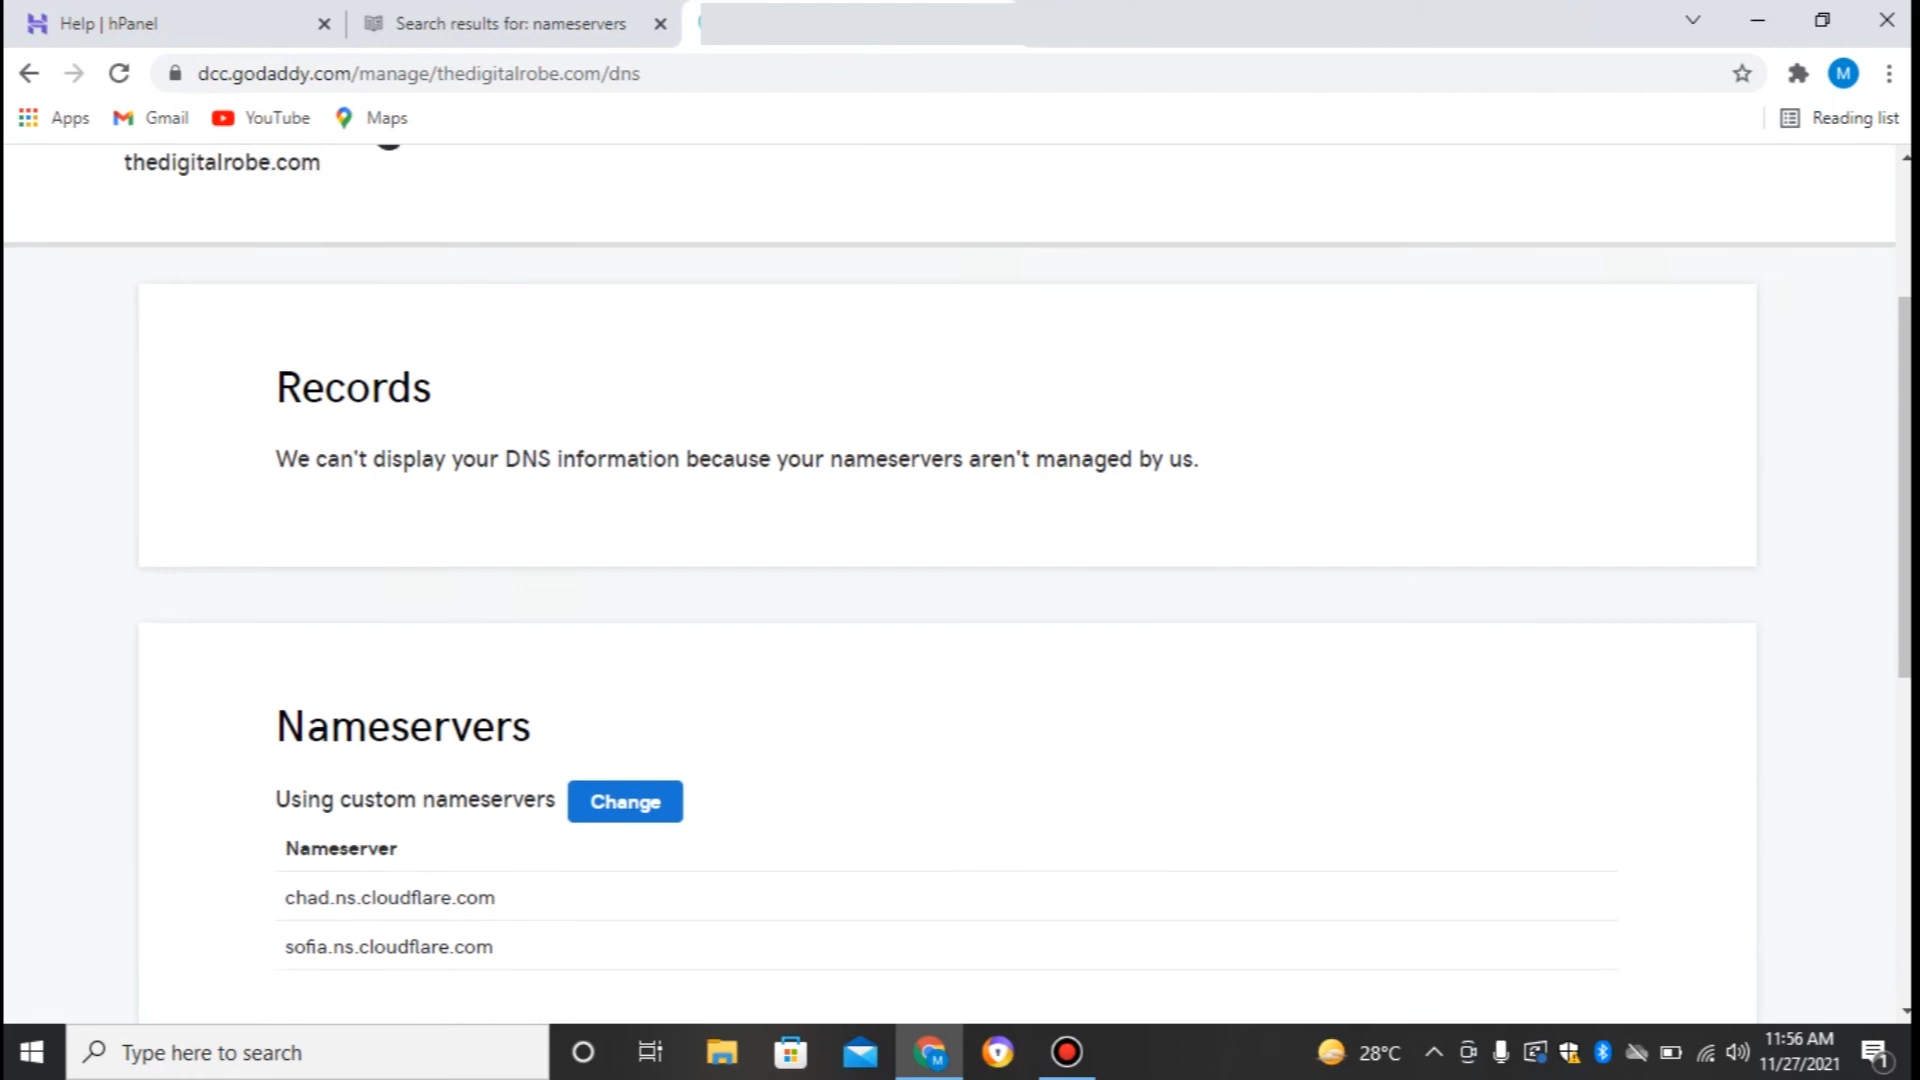 Help | hPanel
Search results for: nameservers
dcc.godaddy.com/manage/thedigitalrobe.com/dns
M
Apps
Gmail
YouTube
Maps
Reading list
thedigitalrobe.com
Records
We can't display your DNS information because your nameservers aren't managed by us.
Nameservers
Using custom nameservers
Change
Nameserver
chad.ns.cloudflare.com
sofia.ns.cloudflare.com
Type here to search
M
28°C
11:56 AM
11/27/2021
1